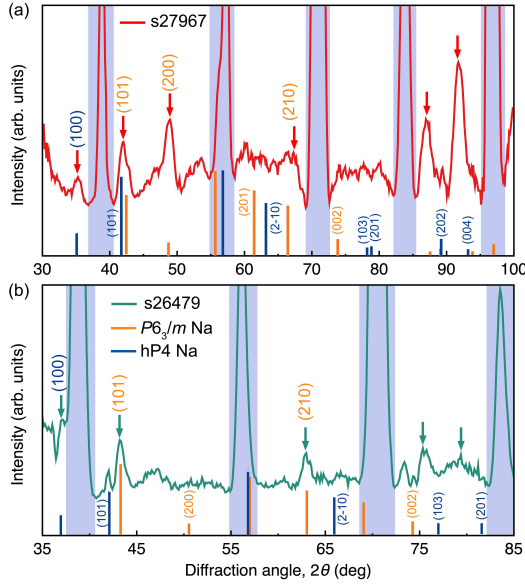 (a)
s27967
Intensity (arb. units)
(100)
(101)
(200)
(210)
(101)
(201)
(2-10)
(002)
(103)
(201)
(202)
(004)
30 40 50 60 70 80 90 100
(b)
s26479
P6₃/m Na
hP4 Na
Intensity (arb. units)
(100)
(101)
(210)
(101)
(200)
(2-10)
(002)
(103)
(201)
35 45 55 65 75 85
Diffraction angle, 2θ (deg)